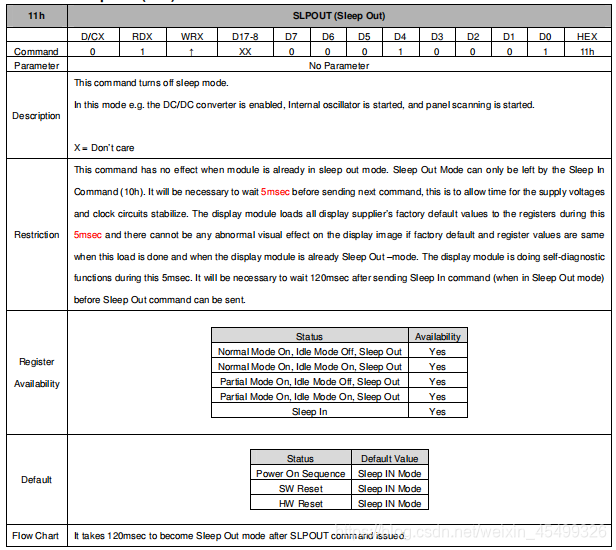 11h SLPOUT (Sleep Out)
D/CX RDX WRX D17-8 D7 D6 D5 D4 D3 D2 D1 D0 HEX
Command 0 1 ↑ XX 0 0 0 1 0 0 0 1 11h
Parameter No Parameter
Description
This command turns off sleep mode.
In this mode e.g. the DC/DC converter is enabled, Internal oscillator is started, and panel scanning is started.
X = Don't care
Restriction
This command has no effect when module is already in sleep out mode. Sleep Out Mode can only be left by the Sleep In
Command (10h). It will be necessary to wait 5msec before sending next command, this is to allow time for the supply voltages
and clock circuits stabilize. The display module loads all display supplier's factory default values to the registers during this
5msec and there cannot be any abnormal visual effect on the display image if factory default and register values are same
when this load is done and when the display module is already Sleep Out –mode. The display module is doing self-diagnostic
functions during this 5msec. It will be necessary to wait 120msec after sending Sleep In command (when in Sleep Out mode)
before Sleep Out command can be sent.
Register
Availability
Status Availability
Normal Mode On, Idle Mode Off, Sleep Out Yes
Normal Mode On, Idle Mode On, Sleep Out Yes
Partial Mode On, Idle Mode Off, Sleep Out Yes
Partial Mode On, Idle Mode On, Sleep Out Yes
Sleep In Yes
Default
Status Default Value
Power On Sequence Sleep IN Mode
SW Reset Sleep IN Mode
HW Reset Sleep IN Mode
Flow Chart It takes 120msec to become Sleep Out mode after SLPOUT command issued.
https://blog.csdn.net/weixin_45499326